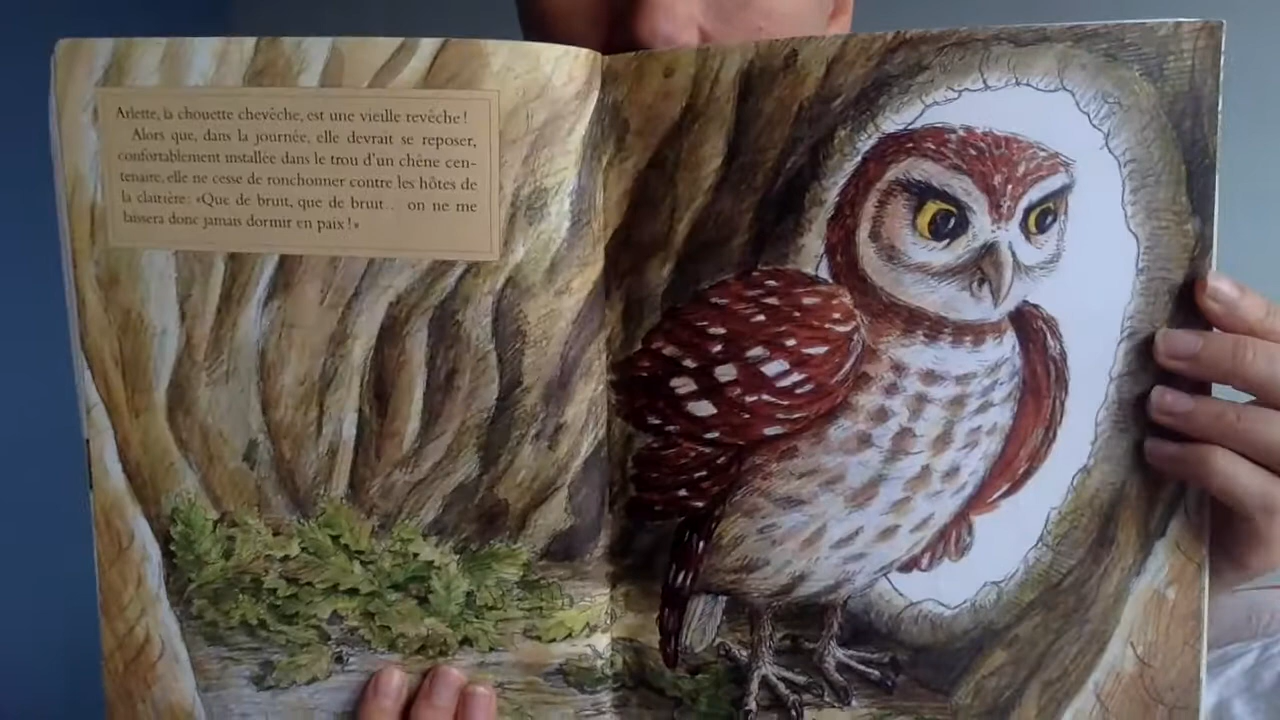 Arlette, la chouette chevêche, est une vieille revêche !
Alors que, dans la journée, elle devrait se reposer,
confortablement installée dans le trou d'un chêne cen-
tenaire, elle ne cesse de ronchonner contre les hôtes de
la clairière : «Que de bruit, que de bruit... on ne me
laissera donc jamais dormir en paix !»